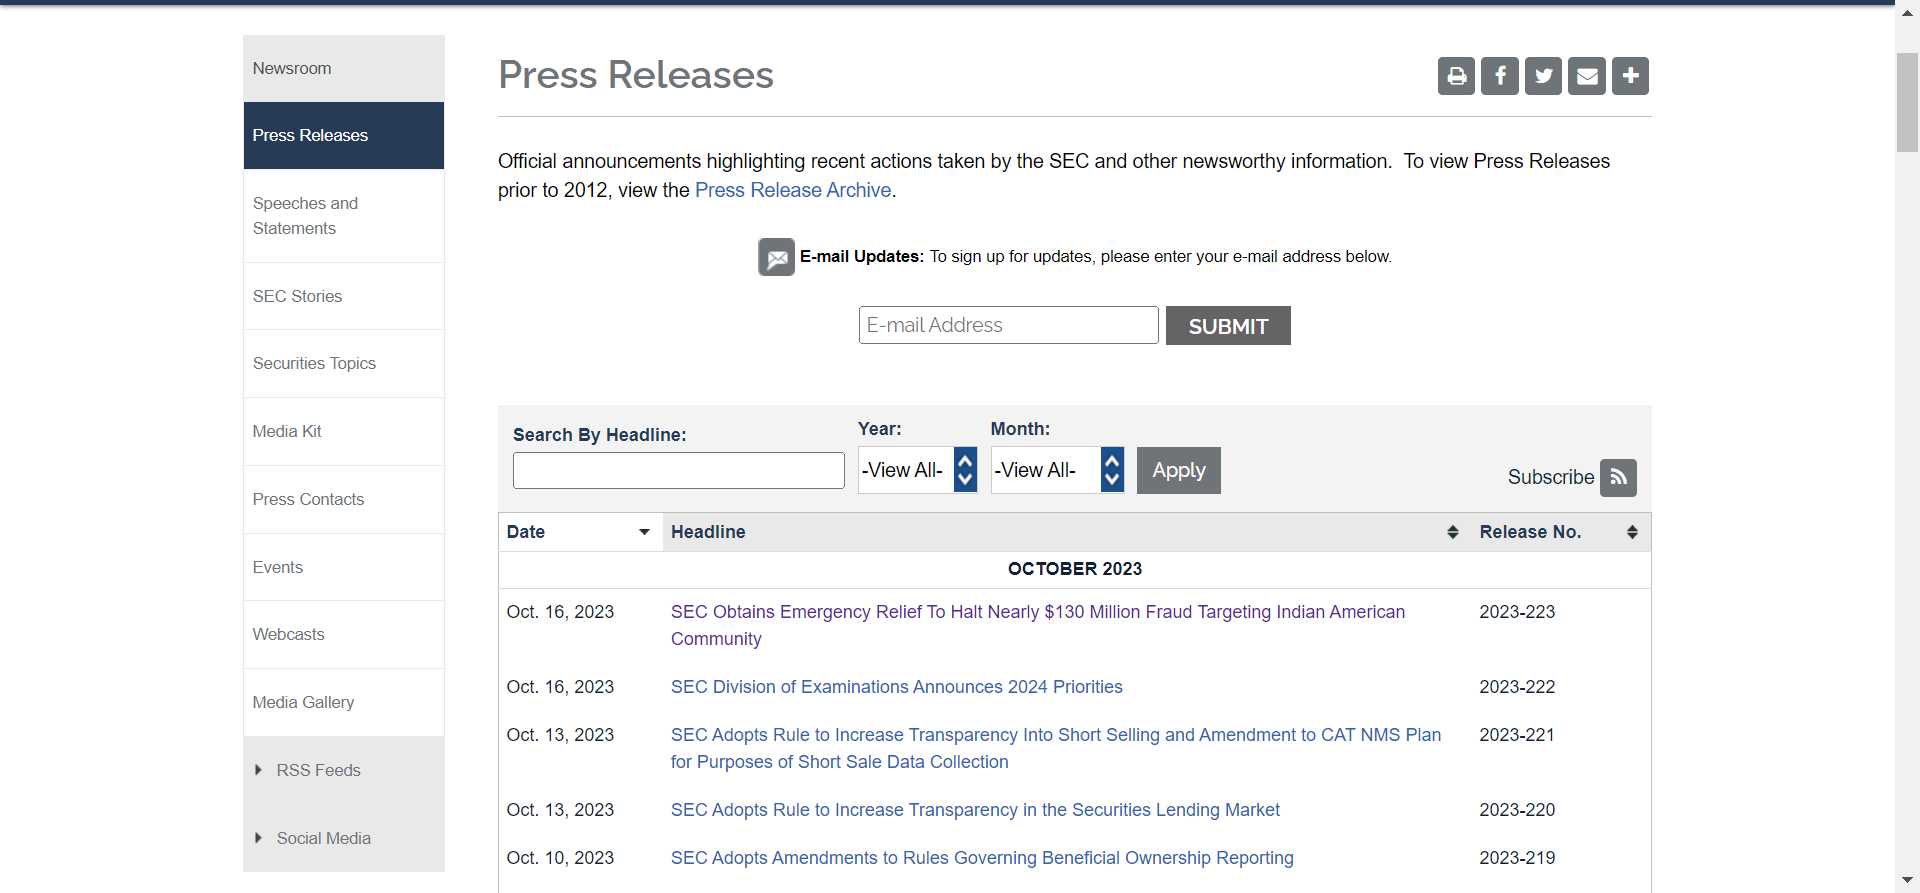 Newsroom
Press Releases
Speeches and
Statements
SEC Stories
Securities Topics
Media Kit
Press Contacts
Events
Webcasts
Media Gallery
RSS Feeds
Social Media
Press Releases
Official announcements highlighting recent actions taken by the SEC and other newsworthy information.  To view Press Releases
prior to 2012, view the Press Release Archive.
E-mail Updates: To sign up for updates, please enter your e-mail address below.
E-mail Address SUBMIT
Search By Headline: Year: Month:
-View All- -View All- Apply Subscribe
Date Headline Release No.
OCTOBER 2023
Oct. 16, 2023 SEC Obtains Emergency Relief To Halt Nearly $130 Million Fraud Targeting Indian American 2023-223
Community
Oct. 16, 2023 SEC Division of Examinations Announces 2024 Priorities 2023-222
Oct. 13, 2023 SEC Adopts Rule to Increase Transparency Into Short Selling and Amendment to CAT NMS Plan 2023-221
for Purposes of Short Sale Data Collection
Oct. 13, 2023 SEC Adopts Rule to Increase Transparency in the Securities Lending Market 2023-220
Oct. 10, 2023 SEC Adopts Amendments to Rules Governing Beneficial Ownership Reporting 2023-219